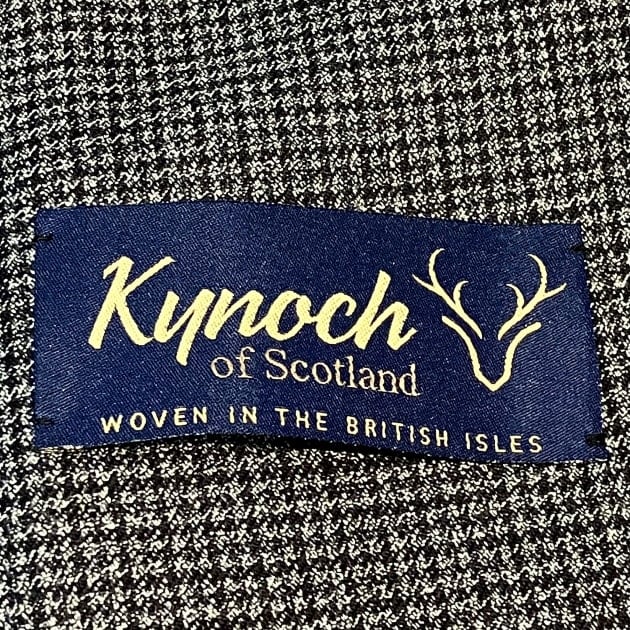 Kynoch
of Scotland
WOVEN IN THE BRITISH ISLES